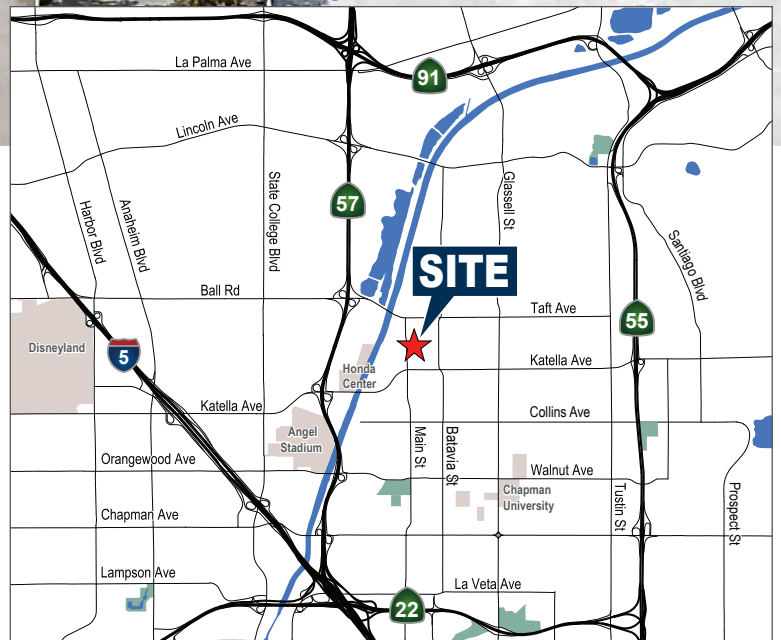 La Palma Ave
91
Lincoln Ave
57
State College Blvd
Glassell St
Harbor Blvd
Anaheim Blvd
Santiago Blvd
SITE
Ball Rd
Taft Ave
55
Disneyland
5
Katella Ave
Honda
Center
Katella Ave
Collins Ave
Angel
Stadium
Main St
Batavia St
Orangewood Ave
Walnut Ave
Chapman
University
Tustin St
Prospect St
Chapman Ave
Lampson Ave
La Veta Ave
22